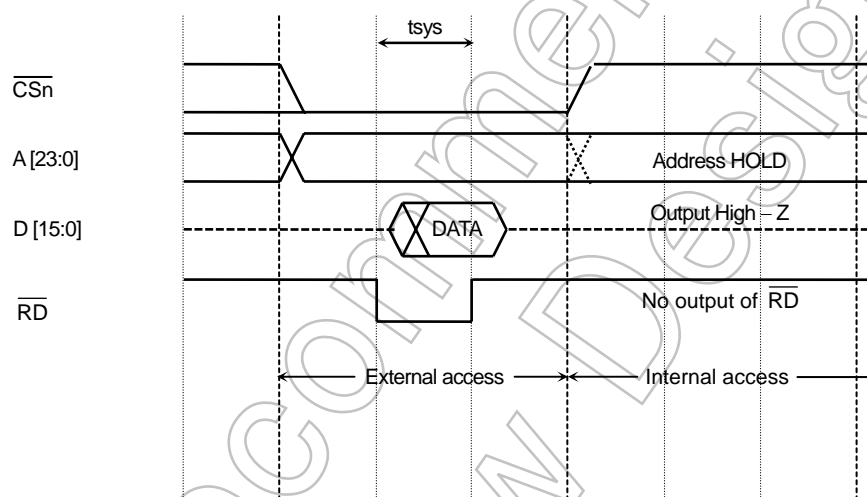 tsys
CSn
A [23:0]
Address HOLD
D [15:0]
DATA
Output High – Z
RD
No output of RD
External access
Internal access